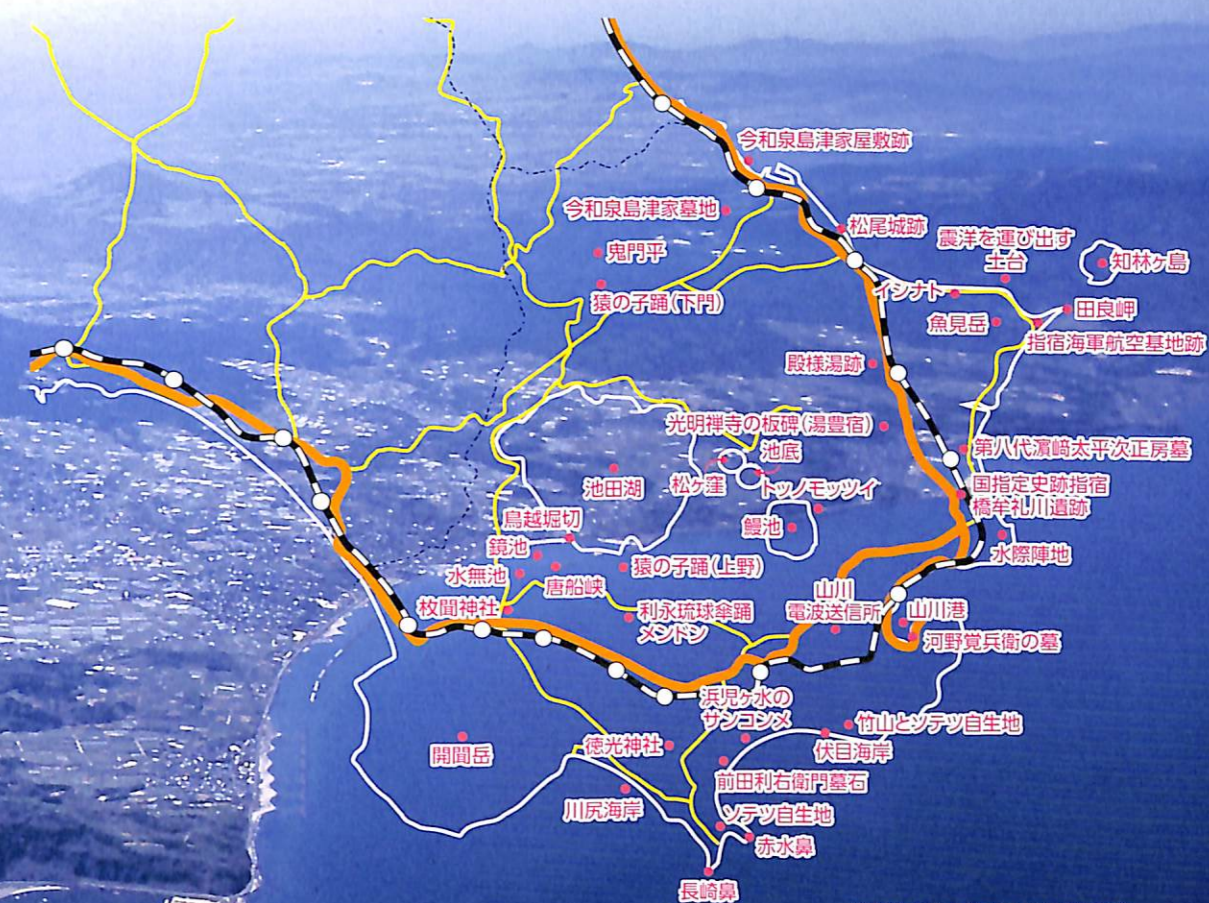 今和泉島津家屋敷跡
今和泉島津家墓地
松尾城跡
鬼門平
震洋を運び出す
土台
知林ヶ島
猿の子踊(下門)
イシナト
田良岬
魚見岳
指宿海軍航空基地跡
殿様湯跡
光明禅寺の板碑(湯豊宿)
池底
第八代濱﨑太平次正房墓
池田湖
松ヶ窪
トッノモッツイ
国指定史跡指宿
橋牟礼川遺跡
鳥越堀切
鰻池
水際陣地
鏡池
水無池
唐船峡
猿の子踊(上野)
山川
電波送信所
枚聞神社
利永琉球傘踊
メンドン
山川港
河野覚兵衛の墓
浜児ヶ水の
サンコンメ
竹山とソテツ自生地
開聞岳
徳光神社
伏目海岸
前田利右衛門墓石
川尻海岸
ソテツ自生地
赤水鼻
長崎鼻